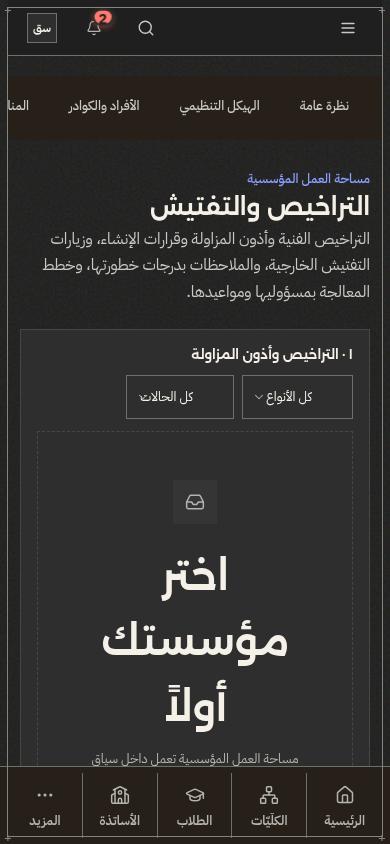 سق
2
نظرة عامة
الهيكل التنظيمي
الأفراد والكوادر
المنا
مساحة العمل المؤسسية
التراخيص والتفتيش
التراخيص الفنية وأذون المزاولة وقرارات الإنشاء، وزيارات
التفتيش الخارجية، والملاحظات بدرجات خطورتها، وخطط
المعالجة بمسؤوليها ومواعيدها.
٠١ · التراخيص وأذون المزاولة
كل الأنواع
كل الحالات
اختر
مؤسستك
أولاً
مساحة العمل المؤسسية تعمل داخل سياق
الرئيسية
الكليّات
الطلاب
الأساتذة
المزيد